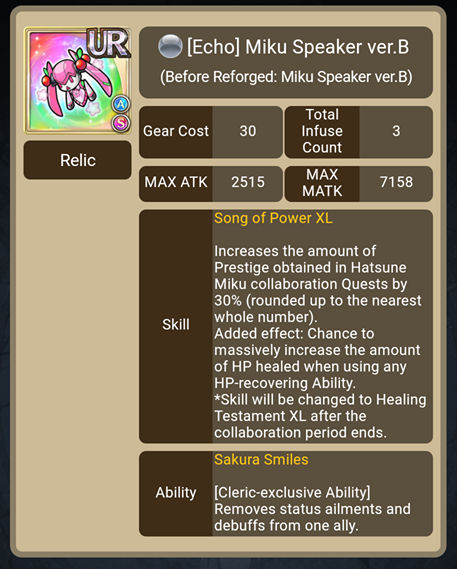 UR
A
S
Relic
[Echo] Miku Speaker ver.B
(Before Reforged: Miku Speaker ver.B)
Gear Cost
30
Total
Infuse
Count
3
MAX ATK
2515
MAX
MATK
7158
Skill
Song of Power XL
Increases the amount of
Prestige obtained in Hatsune
Miku collaboration Quests by
30% (rounded up to the nearest
whole number).
Added effect: Chance to
massively increase the amount
of HP healed when using any
HP-recovering Ability.
*Skill will be changed to Healing
Testament XL after the
collaboration period ends.
Ability
Sakura Smiles
[Cleric-exclusive Ability]
Removes status ailments and
debuffs from one ally.